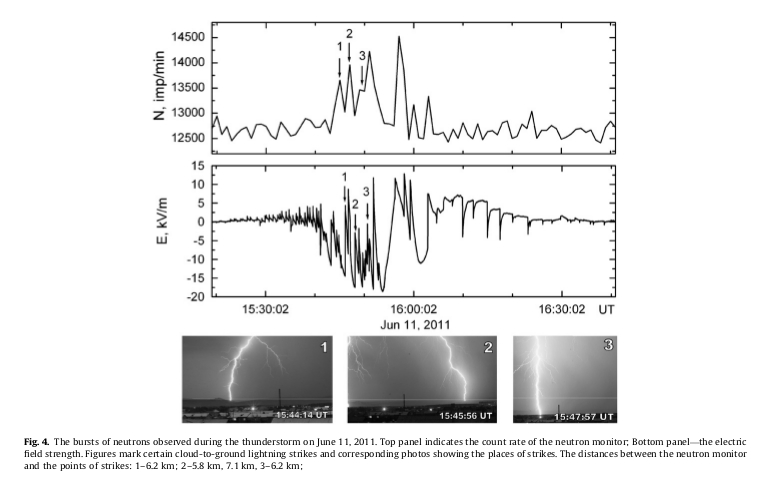 N, imp/min
14500
14000
13500
13000
12500
1
2
3
E, kV/m
15
10
5
0
-5
-10
-15
-20
1
2
3
15:30:02
16:00:02
16:30:02
UT
Jun 11, 2011
1
15:44:14 UT
2
15:45:56 UT
3
15:47:57 UT
Fig. 4. The bursts of neutrons observed during the thunderstorm on June 11, 2011. Top panel indicates the count rate of the neutron monitor; Bottom panel—the electric
field strength. Figures mark certain cloud-to-ground lightning strikes and corresponding photos showing the places of strikes. The distances between the neutron monitor
and the points of strikes: 1–6.2 km; 2–5.8 km, 7.1 km, 3–6.2 km;